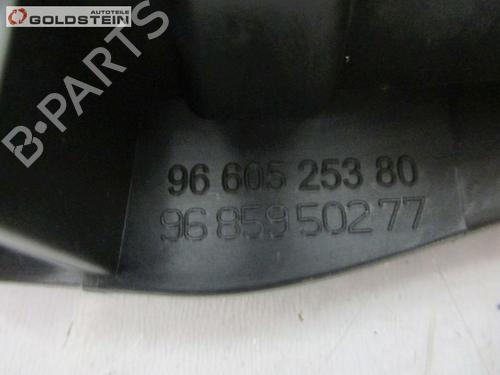 AUTOTEILE
GOLDSTEIN
B-PARTS
96 605 253 80
96 859 502 77